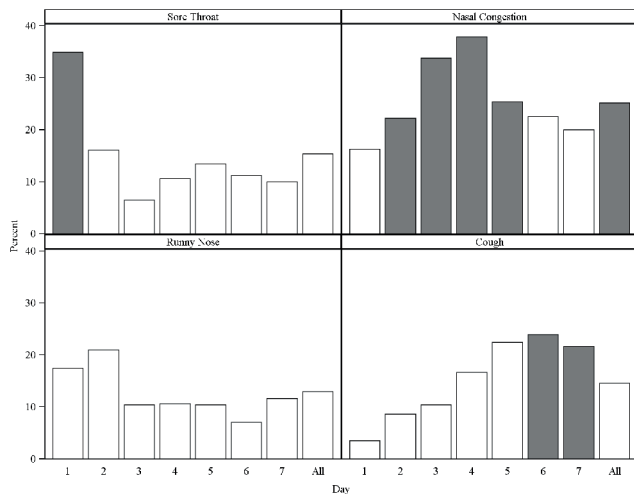 Sore Throat
Nasal Congestion
40
30
20
10
0
Percent
Runny Nose
Cough
40
30
20
10
0
1 2 3 4 5 6 7 All
1 2 3 4 5 6 7 All
Day